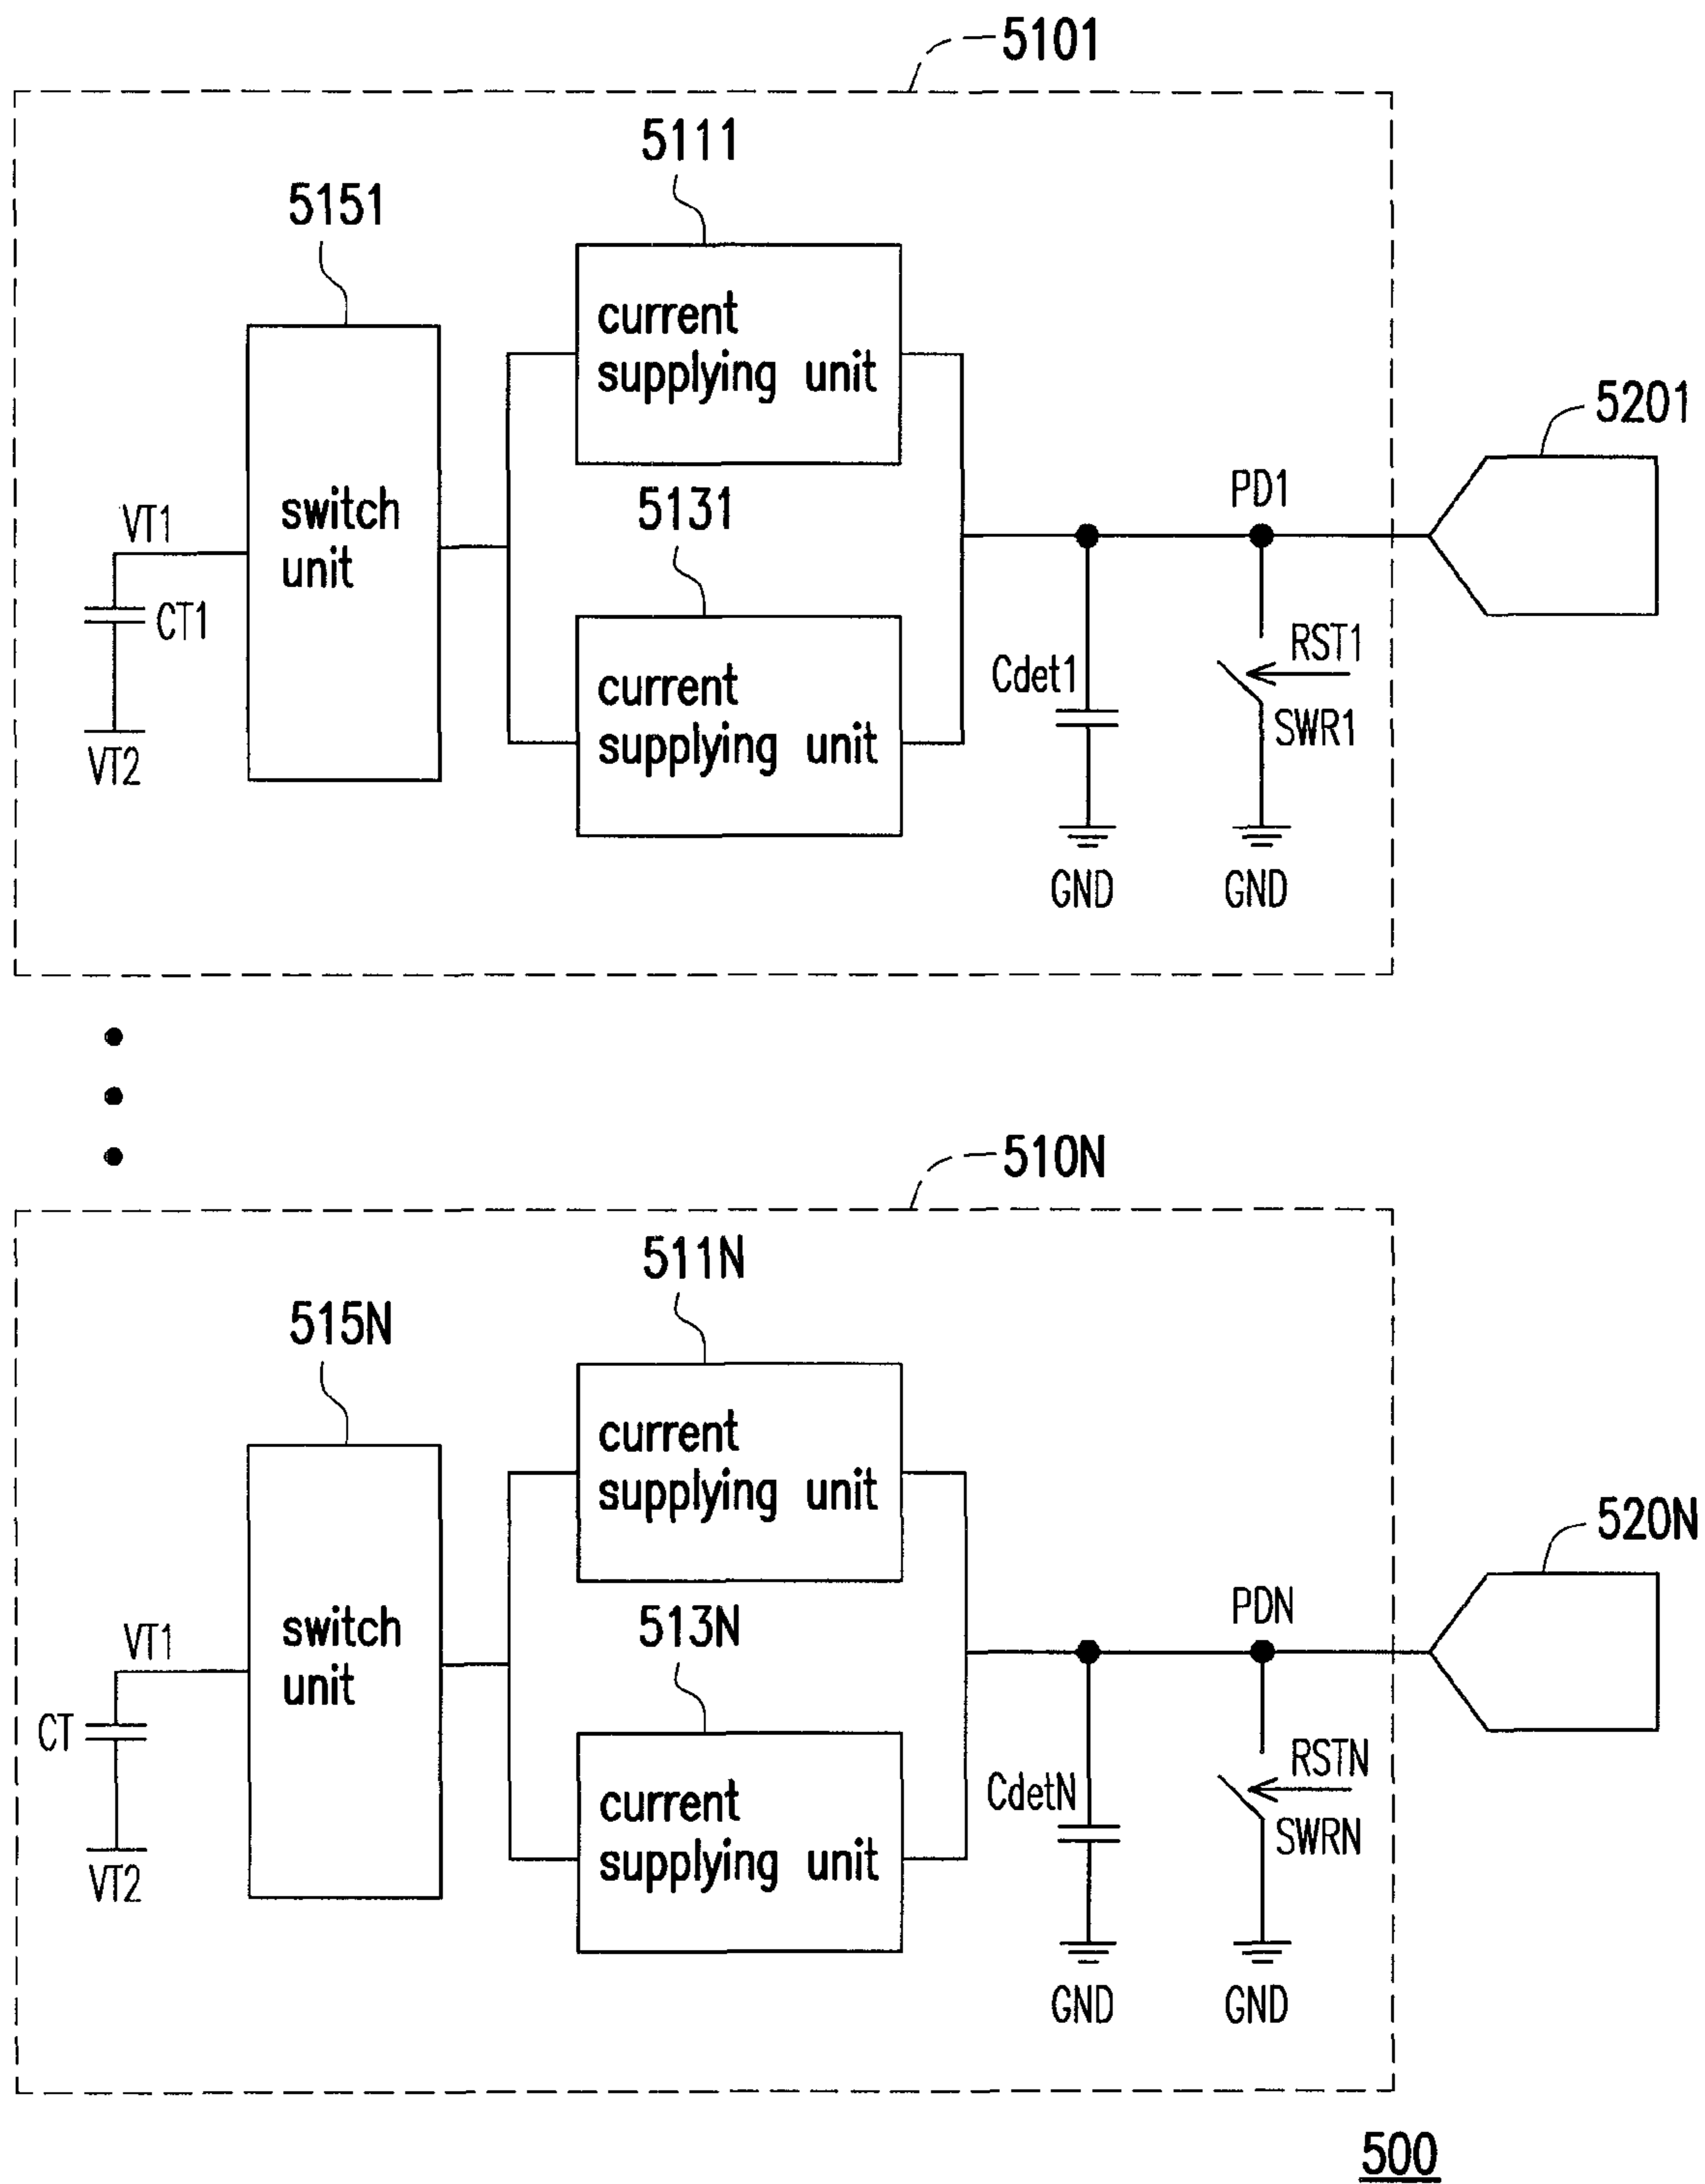 5101
5111
5151
current
supplying unit
5201
switch
unit
VT1
CT1
VT2
5131
current
supplying unit
PD1
Cdet1
RST1
SWR1
GND
GND
510N
511N
515N
current
supplying unit
520N
switch
unit
VT1
CT
VT2
513N
current
supplying unit
PDN
CdetN
RSTN
SWRN
GND
GND
500